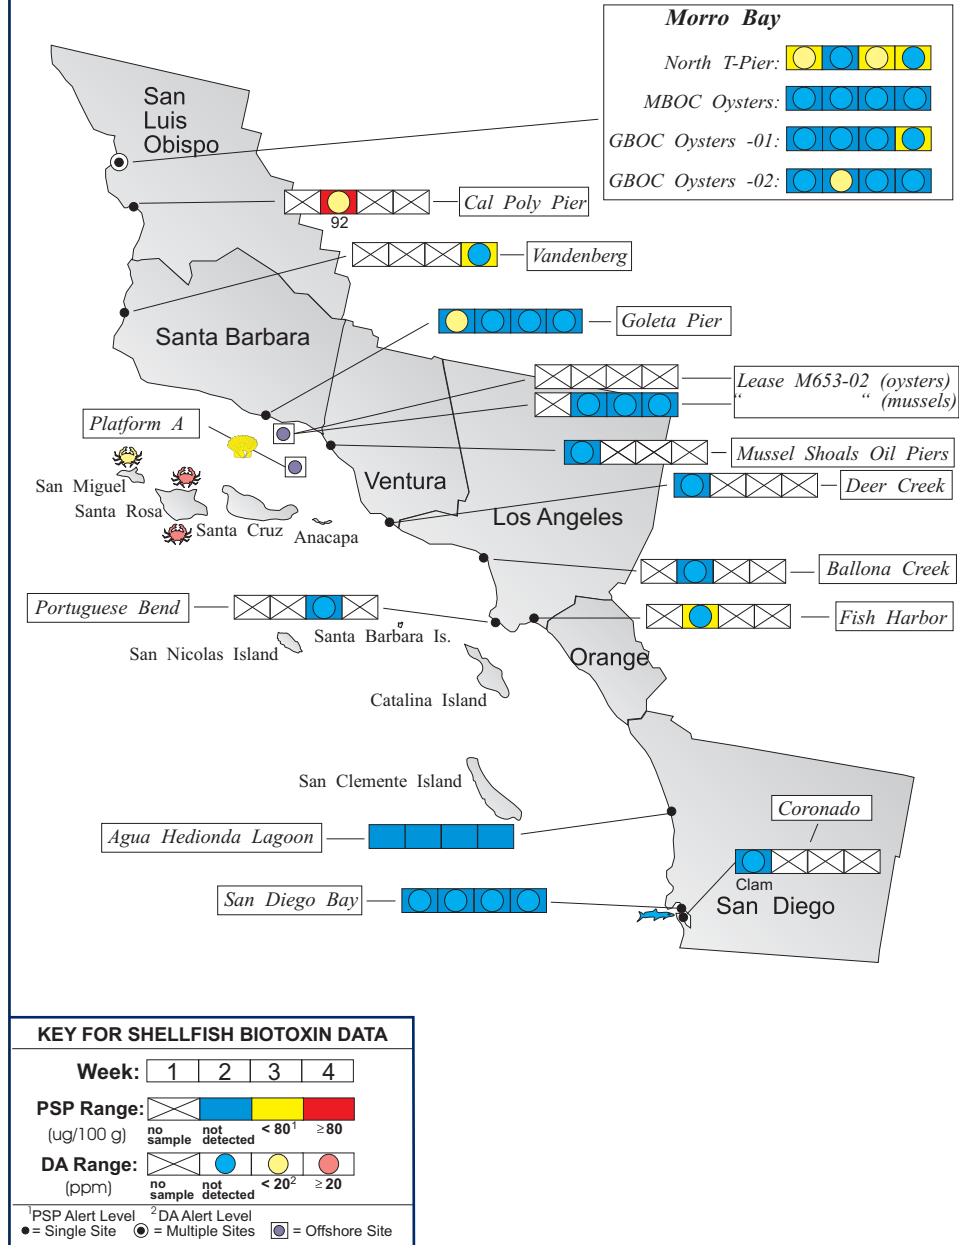 Morro Bay
North T-Pier:
MBOC Oysters:
GBOC Oysters -01:
GBOC Oysters -02:
San
Luis
Obispo
Cal Poly Pier
92
Vandenberg
Goleta Pier
Santa Barbara
Lease M653-02 (oysters)
“ “ (mussels)
Platform A
Mussel Shoals Oil Piers
Ventura
Deer Creek
San Miguel
Santa Rosa
Santa Cruz
Anacapa
Los Angeles
Ballona Creek
Portuguese Bend
Fish Harbor
Santa Barbara Is.
San Nicolas Island
Orange
Catalina Island
San Clemente Island
Coronado
Agua Hedionda Lagoon
Clam
San Diego Bay
San Diego
KEY FOR SHELLFISH BIOTOXIN DATA
Week: 1 2 3 4
PSP Range:
(ug/100 g)
no sample not detected < 80¹ ≥80
DA Range:
(ppm)
no sample not detected < 20² ≥ 20
¹PSP Alert Level ²DA Alert Level
= Single Site = Multiple Sites = Offshore Site